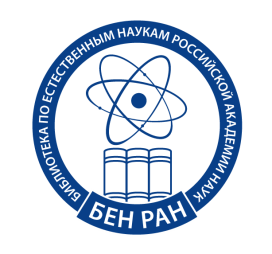 БИБЛИОТЕКА ПО ЕСТЕСТВЕННЫМ НАУКАМ РОССИЙСКОЙ АКАДЕМИИ НАУК
БЕН РАН